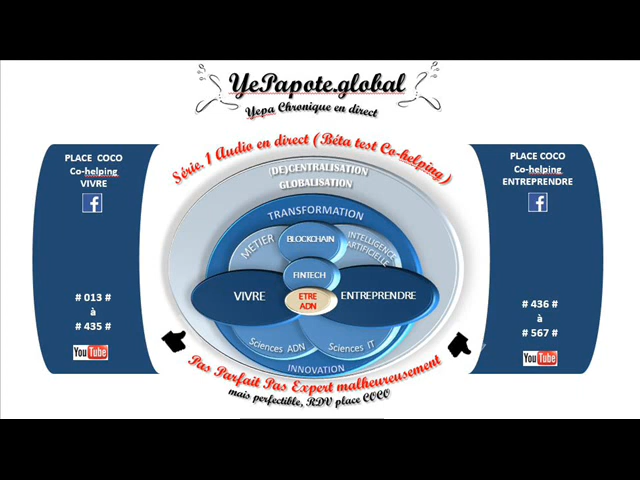 YePapote.global
Yepa Chronique en direct
Série, 1 Audio en direct (Béta test Co-helping)
PLACE COCO
Co-helping
VIVRE
# 013 #
à
# 435 #
YouTube
(DE)CENTRALISATION
GLOBALISATION
TRANSFORMATION
METIER
BLOCKCHAIN
INTELLIGENCE
ARTIFICIELLE
FINTECH
VIVRE
ETRE
ADN
ENTREPRENDRE
Sciences ADN
Sciences IT
INNOVATION
PLACE COCO
Co-helping
ENTREPRENDRE
# 436 #
à
# 567 #
YouTube
Pas Parfait Pas Expert malheureusement
mais perfectible, RDV place COCO